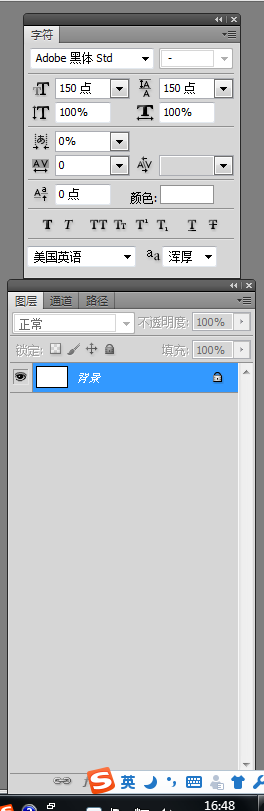 字符
Adobe 黑体 Std -
150 点 150 点
100% 100%
0%
0
0 点 颜色:
T T TT Tr T¹ T₁ T T
美国英语 aa 浑厚
图层 通道 路径
正常 不透明度: 100%
锁定: 填充: 100%
背景
英
16:48